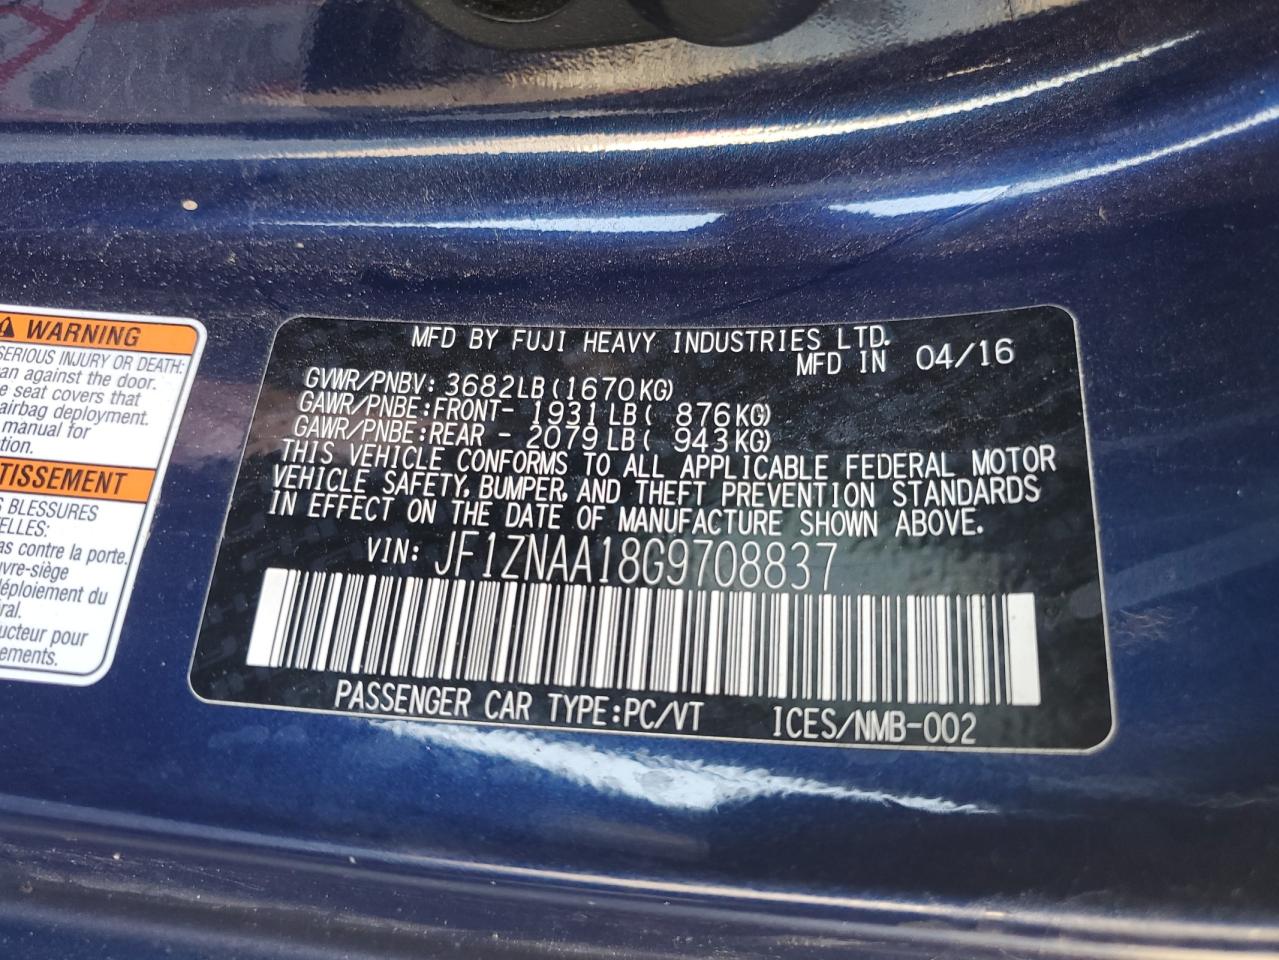 WARNING
SERIOUS INJURY OR DEATH:
an against the door.
e seat covers that
airbag deployment.
manual for
tion.
TISSEMENT
S BLESSURES
ELLES:
as contre la porte.
uvre-siège
déploiement du
ral.
ucteur pour
ements.
MFD BY FUJI HEAVY INDUSTRIES LTD.
MFD IN 04/16
GVWR/PNBV: 3682LB(1670KG)
GAWR/PNBE:FRONT- 1931LB( 876KG)
GAWR/PNBE:REAR - 2079LB( 943KG)
THIS VEHICLE CONFORMS TO ALL APPLICABLE FEDERAL MOTOR
VEHICLE SAFETY, BUMPER, AND THEFT PREVENTION STANDARDS
IN EFFECT ON THE DATE OF MANUFACTURE SHOWN ABOVE.
VIN: JF1ZNAA18G9708837
PASSENGER CAR TYPE:PC/VT ICES/NMB-002